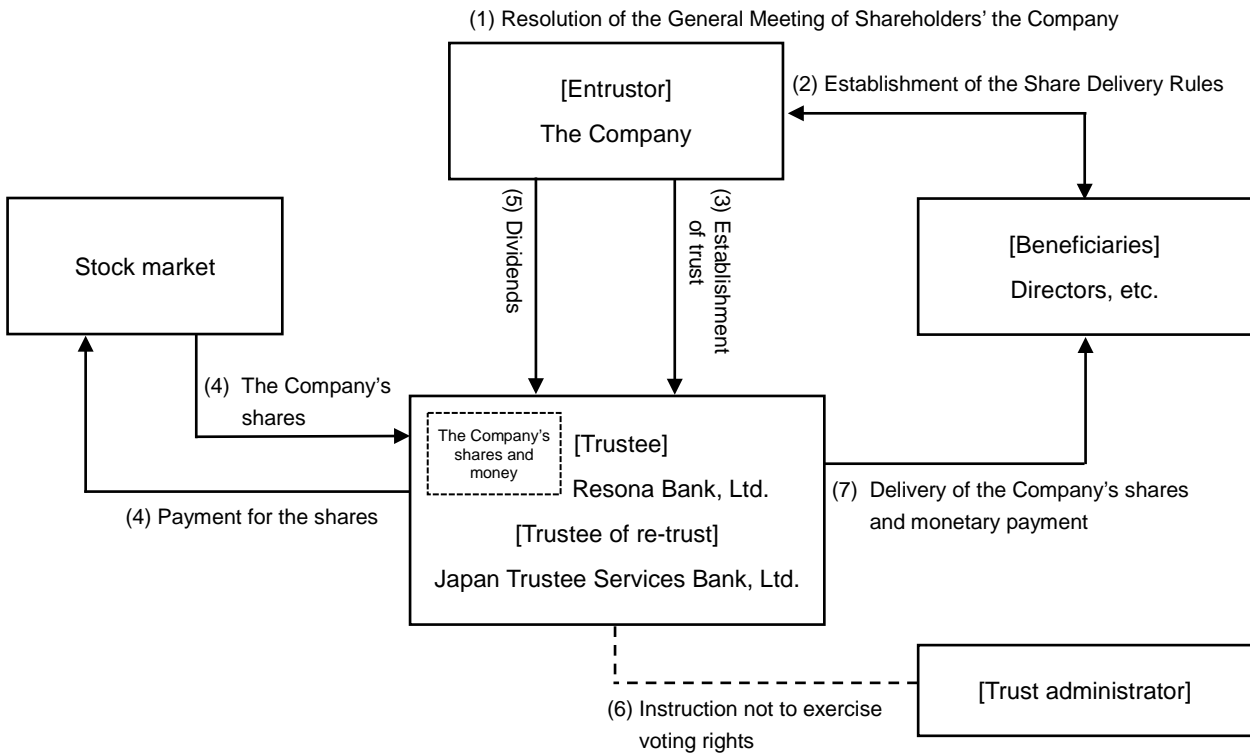 (1) Resolution of the General Meeting of Shareholders’ the Company
[Entrustor]
The Company
(2) Establishment of the Share Delivery Rules
(5) Dividends
(3) Establishment
of trust
Stock market
[Beneficiaries]
Directors, etc.
(4) The Company’s
shares
The Company’s
shares and
money
[Trustee]
Resona Bank, Ltd.
[Trustee of re-trust]
Japan Trustee Services Bank, Ltd.
(4) Payment for the shares
(7) Delivery of the Company’s shares
and monetary payment
(6) Instruction not to exercise
voting rights
[Trust administrator]